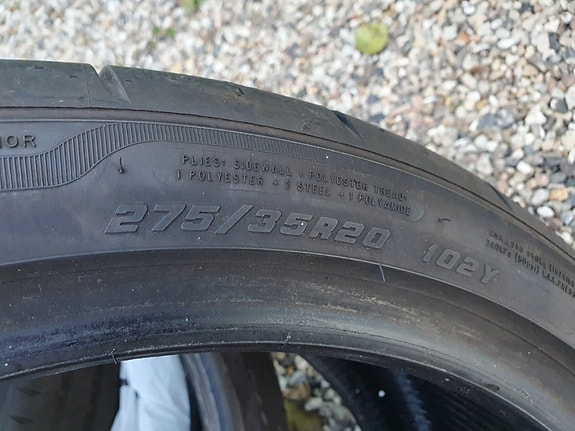 PLIES: SIDEWALL 1 POLYESTER TREAD:
1 POLYESTER + 2 STEEL + 1 POLYAMIDE
275/35R20 102Y